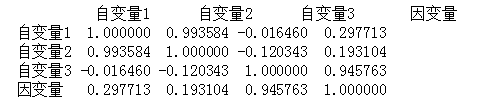 自变量1 自变量2 自变量3 因变量
自变量1 1.000000 0.993584 -0.016460 0.297713
自变量2 0.993584 1.000000 -0.120343 0.193104
自变量3 -0.016460 -0.120343 1.000000 0.945763
因变量 0.297713 0.193104 0.945763 1.000000